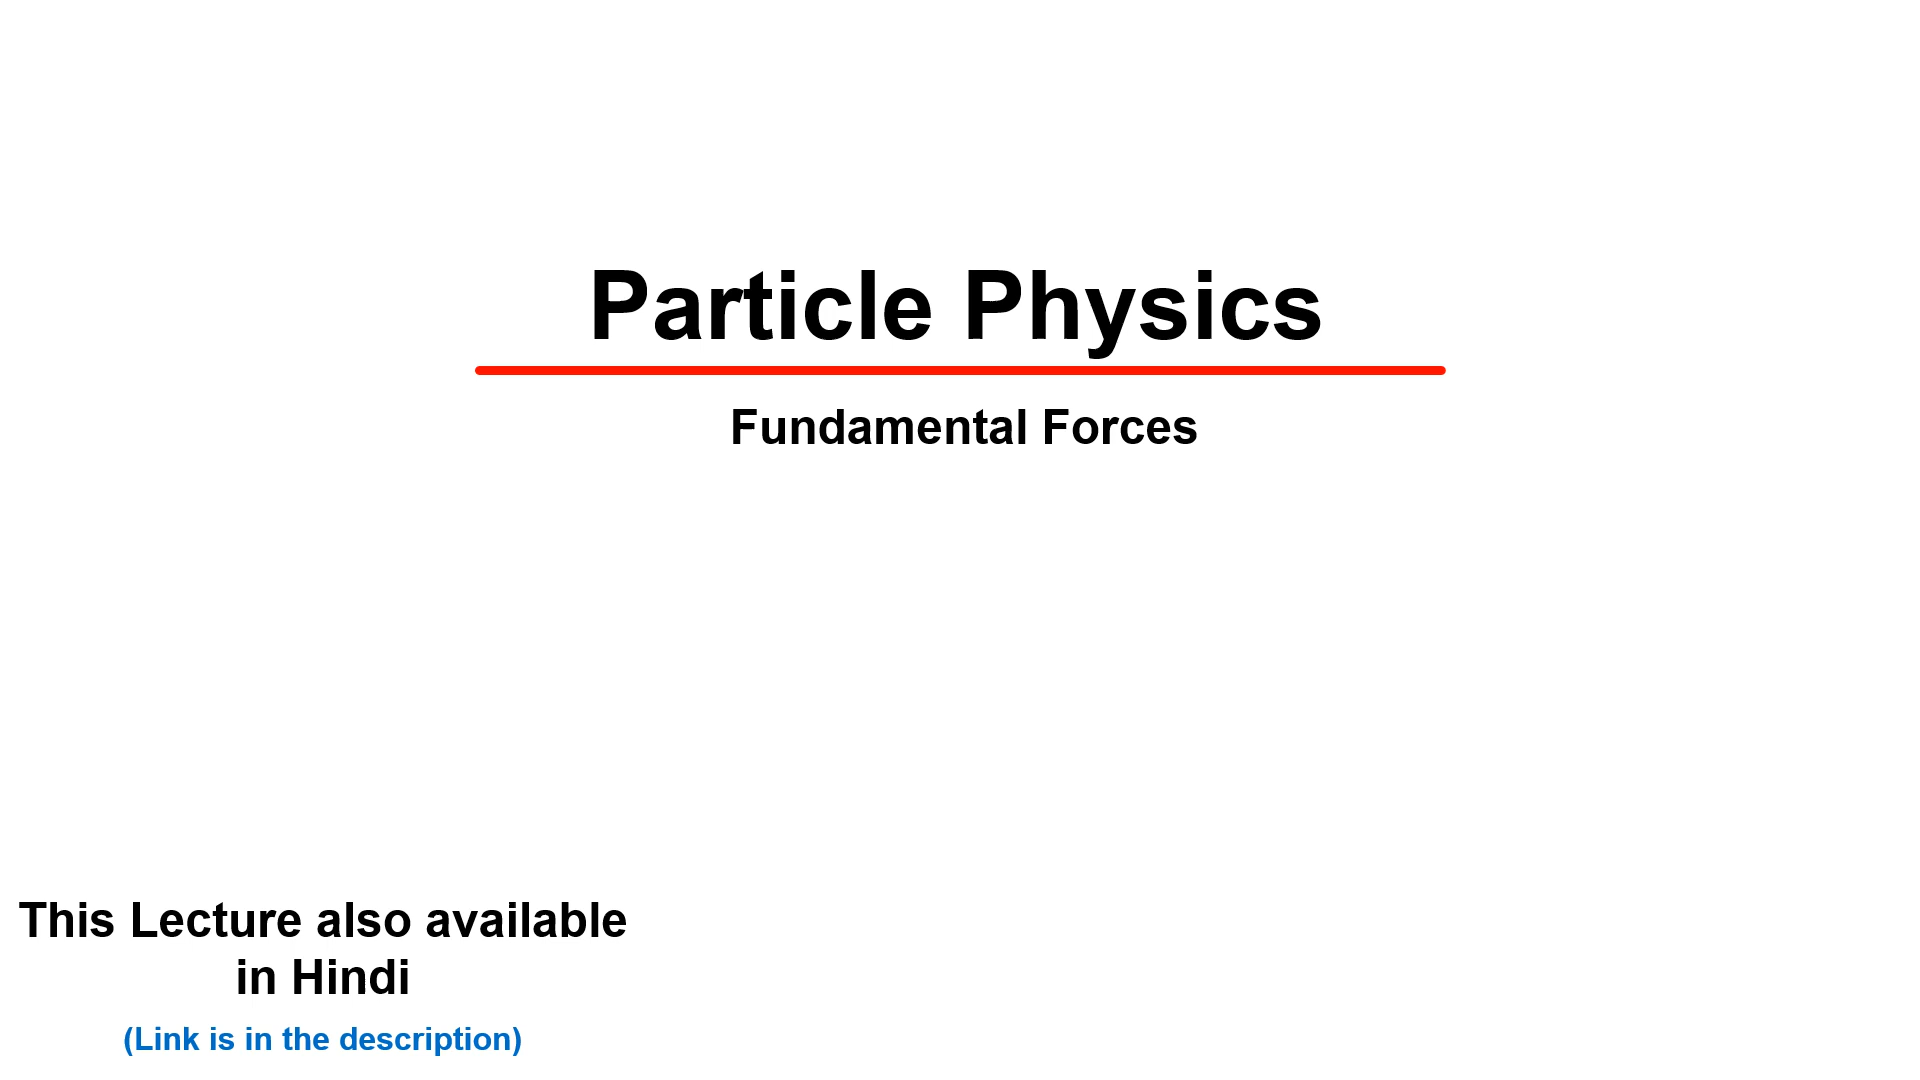 Particle Physics
Fundamental Forces
This Lecture also available
in Hindi
(Link is in the description)